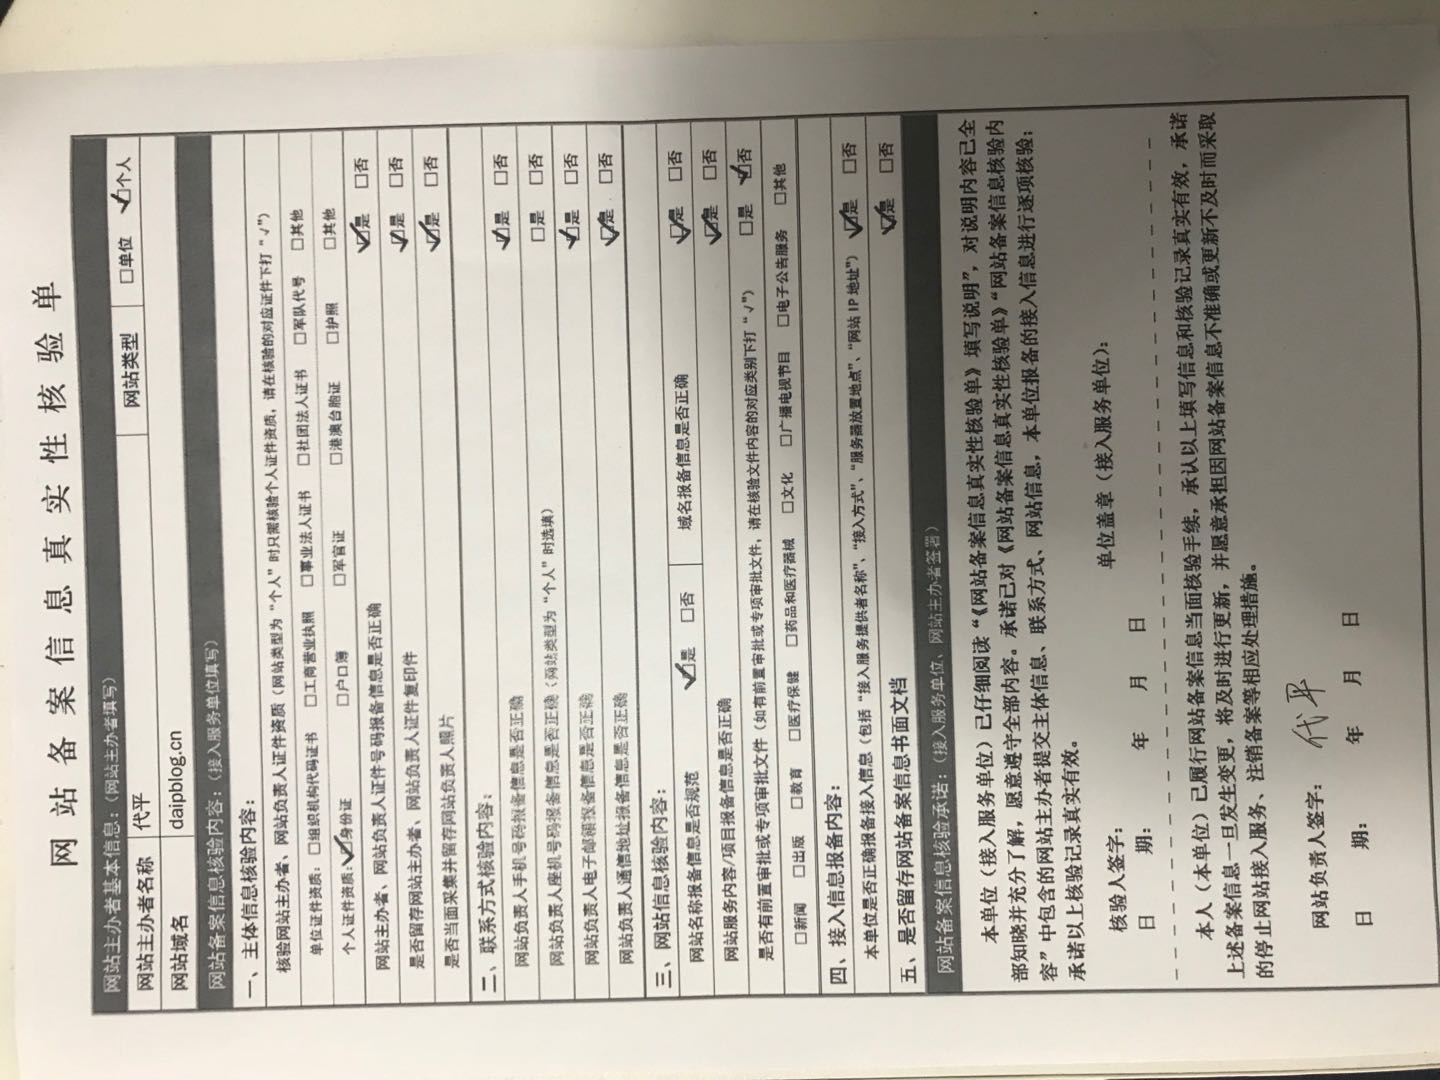 网站备案信息真实性核验单
网站主办者基本信息：（网站主办者填写）
网站主办者名称 代平 网站类型 □单位 ☑个人
网站域名 daipblog.cn
网站备案信息核验内容：（接入服务单位填写）
一、主体信息核验内容：
核验网站主办者、网站负责人证件资质（网站类型为“个人”时只需核验个人证件资质，请在核验的对应证件下打“√”）
单位证件资质：□组织机构代码证书 □工商营业执照 □事业法人证书 □社团法人证书 □军队代号 □其他
个人证件资质：☑身份证 □户口簿 □军官证 □港澳台胞证 □护照 □其他
网站主办者、网站负责人证件号码报备信息是否正确 ☑是 □否
是否留存网站主办者、网站负责人证件复印件 ☑是 □否
是否当面采集并留存网站负责人照片 ☑是 □否
二、联系方式核验内容：
网站负责人手机号码报备信息是否正确 ☑是 □否
网站负责人座机号码报备信息是否正确（网站类型为“个人”时选填） □是 □否
网站负责人电子邮箱报备信息是否正确 ☑是 □否
网站负责人通信地址报备信息是否正确 ☑是 □否
三、网站信息核验内容：
网站名称报备信息是否规范 ☑是 □否 域名报备信息是否正确 ☑是 □否
网站服务内容/项目报备信息是否正确 ☑是 □否
是否有前置审批或专项审批文件（如有前置审批或专项审批文件，请在核验文件内容的对应类别下打“√”） □是 ☑否
□新闻 □出版 □教育 □医疗保健 □药品和医疗器械 □文化 □广播电视节目 □电子公告服务 □其他
四、接入信息报备内容：
本单位是否正确报备接入信息（包括“接入服务提供者名称”、“接入方式”、“服务器放置地点”、“网站 IP 地址”） ☑是 □否
五、是否留存网站备案信息书面文档 ☑是 □否
网站备案信息核验承诺：（接入服务单位、网站主办者签署）
本单位（接入服务单位）已仔细阅读“《网站备案信息真实性核验单》填写说明”，对说明内容已全
部知晓并充分了解，愿意遵守全部内容。承诺已对《网站备案信息真实性核验单》“网站备案信息核验内
容”中包含的网站主办者提交主体信息、联系方式、网站信息，本单位报备的接入信息进行逐项核验；
承诺以上核验记录真实有效。
核验人签字： 单位盖章（接入服务单位）：
日 期： 年 月 日
本人（本单位）已履行网站备案信息当面核验手续，承认以上填写信息和核验记录真实有效，承诺
上述备案信息一旦发生变更，将及时进行更新，并愿意承担因网站备案信息不准确或更新不及时而采取
的停止网站接入服务、注销备案等相应处理措施。
网站负责人签字： 代平
日 期： 年 月 日